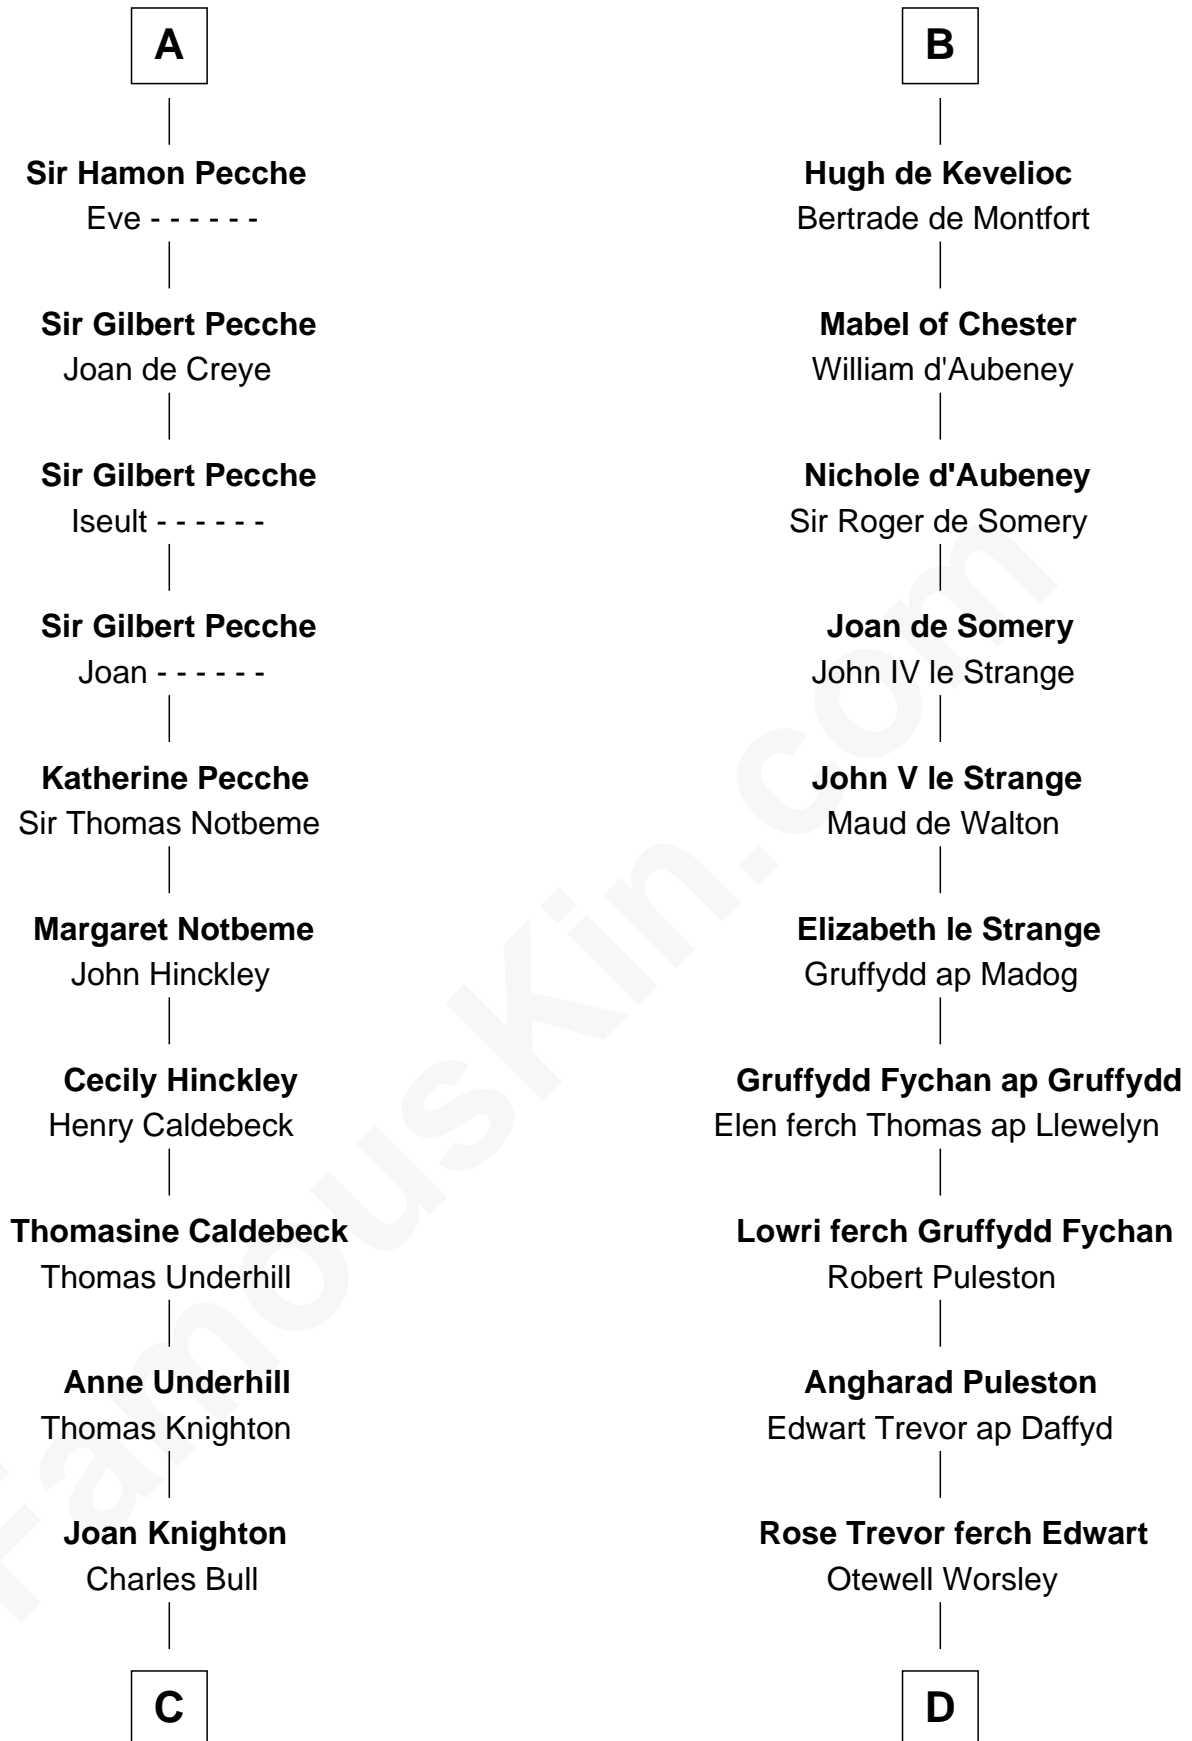 A
Sir Hamon Pecche
Eve - - - - - -
Sir Gilbert Pecche
Joan de Creye
Sir Gilbert Pecche
Iseult - - - - - -
Sir Gilbert Pecche
Joan - - - - - -
Katherine Pecche
Sir Thomas Notbeme
Margaret Notbeme
John Hinckley
Cecily Hinckley
Henry Caldebeck
Thomasine Caldebeck
Thomas Underhill
Anne Underhill
Thomas Knighton
Joan Knighton
Charles Bull
C
B
Hugh de Kevelioc
Bertrade de Montfort
Mabel of Chester
William d'Aubeney
Nichole d'Aubeney
Sir Roger de Somery
Joan de Somery
John IV le Strange
John V le Strange
Maud de Walton
Elizabeth le Strange
Gruffydd ap Madog
Gruffydd Fychan ap Gruffydd
Elen ferch Thomas ap Llewelyn
Lowri ferch Gruffydd Fychan
Robert Puleston
Angharad Puleston
Edwart Trevor ap Daffyd
Rose Trevor ferch Edwart
Otewell Worsley
D
FamousKin.com